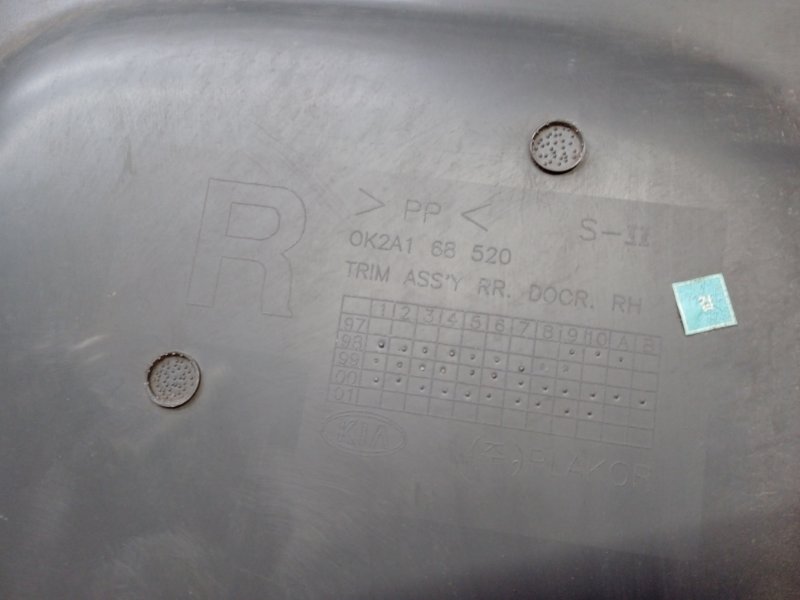 R
> PP <
S-II
0K2A1 68 520
TRIM ASS'Y RR. DOOR. RH
검
1 2 3 4 5 6 7 8 9 10 A B
97
98
99
00
01
KIA
(주) PLAKOR